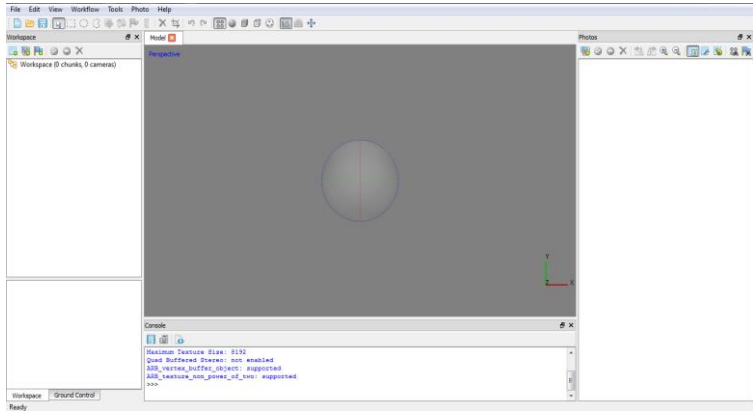 File Edit View Workflow Tools Photo Help
Workspace
Model
Photos
Perspective
Workspace (0 chunks, 0 cameras)
Y
Z
X
Console
Maximum Texture Size: 8192
Quad Buffered Stereo: not enabled
ARB_vertex_buffer_object: supported
ARB_texture_non_power_of_two: supported
>>>
Workspace Ground Control
Ready